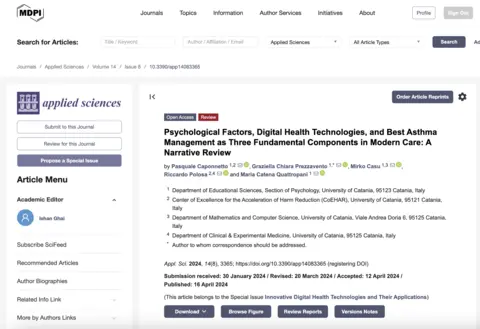 MDPI
Journals Topics Information Author Services Initiatives About
Profile Sign Out
Search for Articles: Title / Keyword Author / Affiliation / Email Applied Sciences All Article Types Search Ad
Journals / Applied Sciences / Volume 14 / Issue 8 / 10.3390/app14083365
applied sciences
Submit to this Journal
Review for this Journal
Propose a Special Issue
Article Menu
Academic Editor
Subscribe SciFeed
Recommended Articles
Author Biographies
Related Info Link
More by Authors Links
Order Article Reprints
Open Access Review
Psychological Factors, Digital Health Technologies, and Best Asthma
Management as Three Fundamental Components in Modern Care: A
Narrative Review
by Pasquale Caponnetto 1,2, Graziella Chiara Prezzavento 1,*, Mirko Casu 1,3,
Riccardo Polosa 2,4 and Maria Catena Quattropani 1
1 Department of Educational Sciences, Section of Psychology, University of Catania, 95123 Catania, Italy
2 Center of Excellence for the Acceleration of Harm Reduction (CoEHAR), University of Catania, 95121 Catania,
Italy
3 Department of Mathematics and Computer Science, University of Catania, Viale Andrea Doria 6, 95125 Catania,
Italy
4 Department of Clinical & Experimental Medicine, University of Catania, 95125 Catania, Italy
* Author to whom correspondence should be addressed.
Appl. Sci. 2024, 14(8), 3365; https://doi.org/10.3390/app14083365 (registering DOI)
Submission received: 30 January 2024 / Revised: 20 March 2024 / Accepted: 12 April 2024 /
Published: 16 April 2024
(This article belongs to the Special Issue Innovative Digital Health Technologies and Their Applications)
Download Browse Figure Review Reports Versions Notes